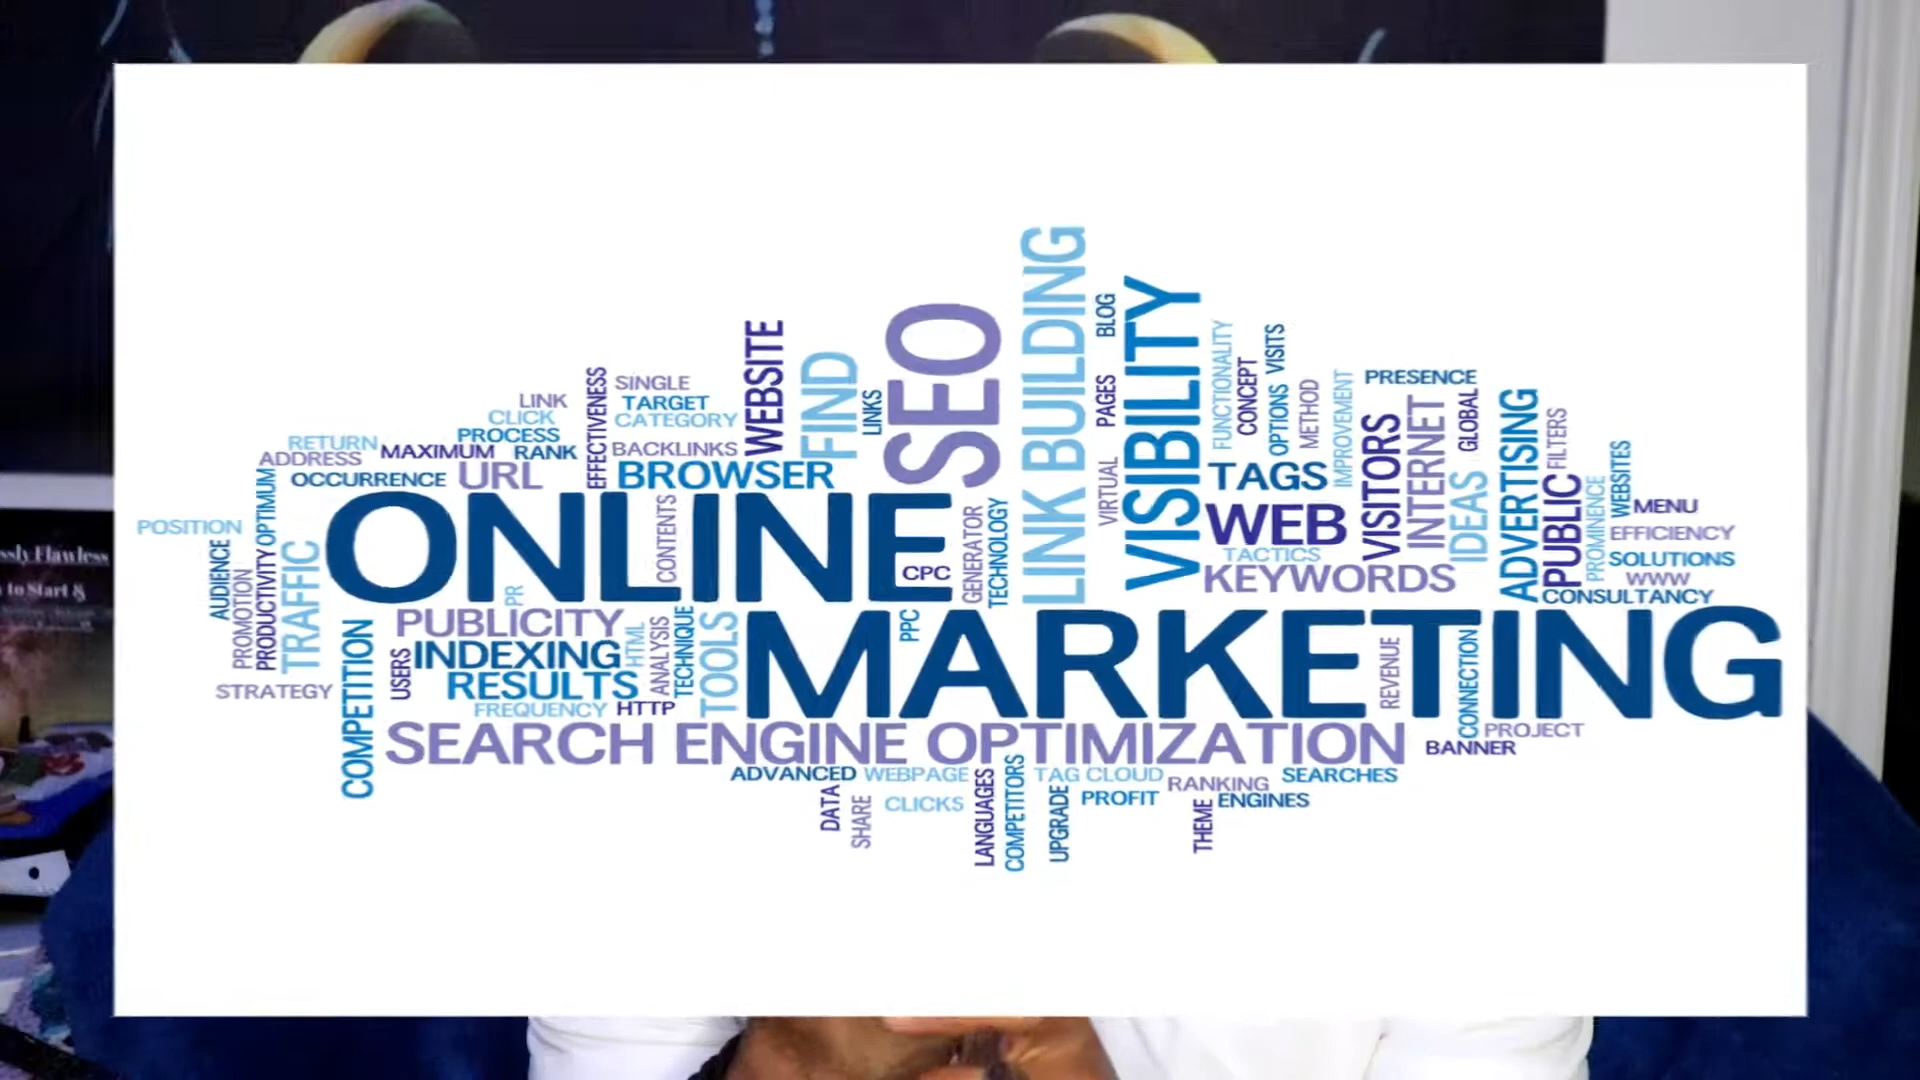 LINK BUILDING
VISIBILITY
BLOG
SEO
WEBSITE
FUNCTIONALITY
VISITS
FIND
CONCEPT
PRESENCE
EFFECTIVENESS
SINGLE
TARGET
CATEGORY
LINKS
PAGES
OPTIONS
METHOD
IMPROVEMENT
GLOBAL
ADVERTISING
LINK
CLICK
PROCESS
RANK
BACKLINKS
BROWSER
VISITORS
INTERNET
FILTERS
RETURN
ADDRESS
MAXIMUM
OCCURRENCE
URL
VIRTUAL
TAGS
IDEAS
PUBLIC
PROMINENCE
WEBSITES
MENU
POSITION
OPTIMUM
ONLINE
CONTENTS
CPC
GENERATOR
TECHNOLOGY
WEB
TACTICS
KEYWORDS
EFFICIENCY
SOLUTIONS
WWW
CONSULTANCY
ssly Flawless
to Start &
AUDIENCE
PROMOTION
PRODUCTIVITY
TRAFFIC
PR
PUBLICITY
HTML
ANALYSIS
TECHNIQUE
TOOLS
PPC
MARKETING
REVENUE
CONNECTION
STRATEGY
COMPETITION
USERS
INDEXING
RESULTS
FREQUENCY
HTTP
SEARCH ENGINE OPTIMIZATION
BANNER
PROJECT
ADVANCED
WEBPAGE
TAG CLOUD
RANKING
SEARCHES
DATA
SHARE
CLICKS
LANGUAGES
COMPETITORS
UPGRADE
PROFIT
THEME
ENGINES